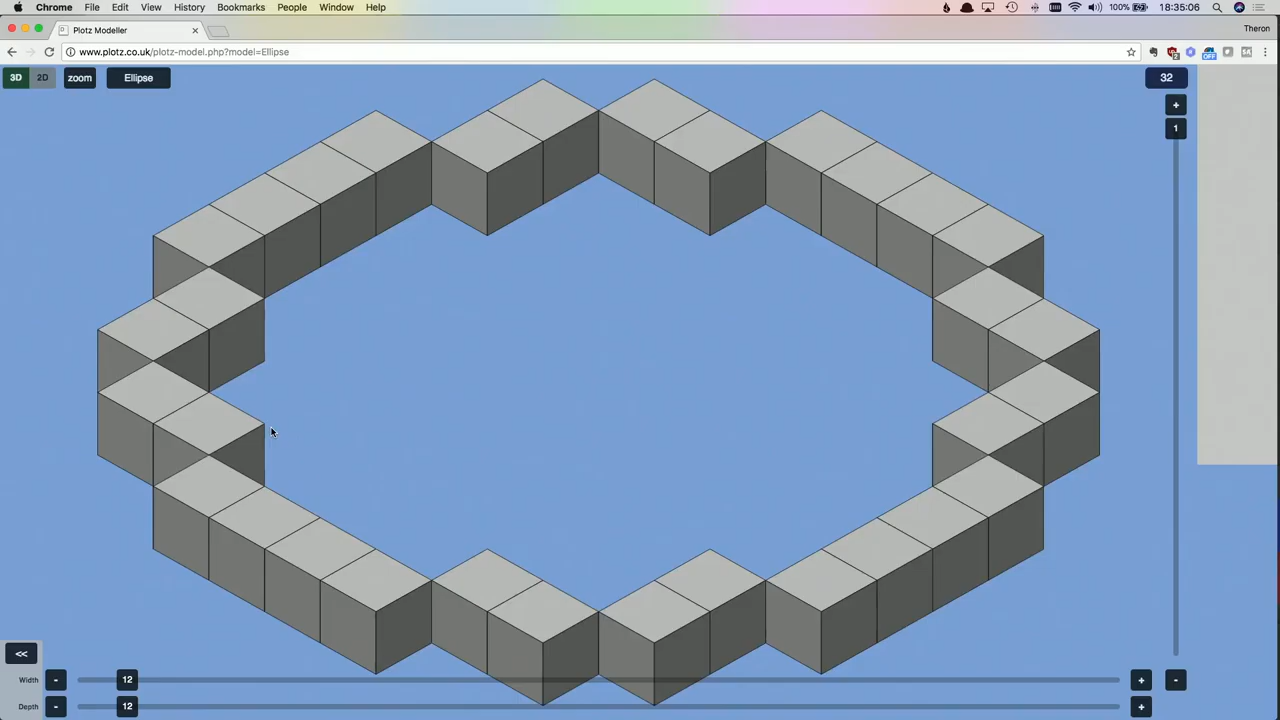 Chrome File Edit View History Bookmarks People Window Help 100% 18:35:06
Plotz Modeller Theron
www.plotz.co.uk/plotz-model.php?model=Ellipse
3D 2D zoom Ellipse 32
+
1
<<
Width - 12 + -
Depth - 12 +